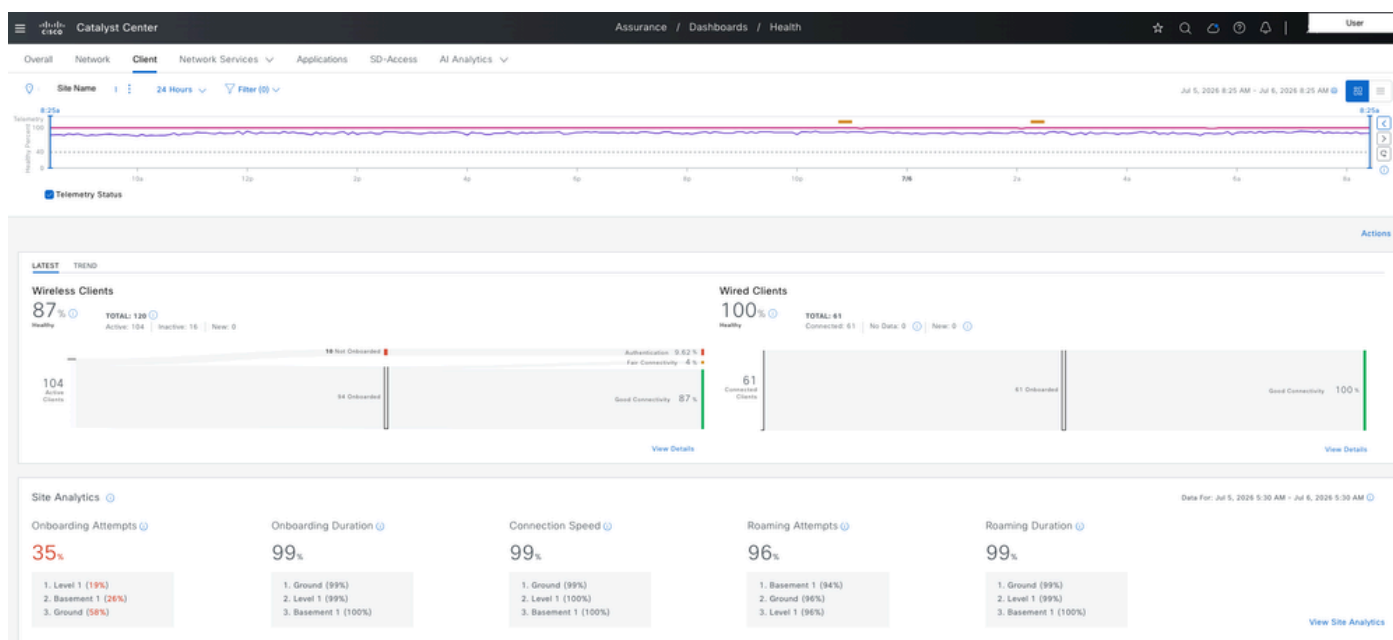 CISCO Catalyst Center
Assurance / Dashboards / Health
User
Overall Network Client Network Services Applications SD-Access AI Analytics
Site Name 24 Hours Filter (0)
Jul 5, 2026 8:25 AM - Jul 6, 2026 8:25 AM
8:25a 8:25a
Telemetry
Healthy Percent
100
40
0
10a 12p 2p 4p 6p 8p 10p 7/6 2a 4a 6a 8a
Telemetry Status
Actions
LATEST TREND
Wireless Clients
87% Healthy
TOTAL: 120
Active: 104 | Inactive: 16 | New: 0
104
Active
Clients
10 Not Onboarded
94 Onboarded
Authentication 9.62 %
Fair Connectivity 4 %
Good Connectivity 87 %
View Details
Wired Clients
100% Healthy
TOTAL: 61
Connected: 61 | No Data: 0 | New: 0
61
Connected
Clients
61 Onboarded
Good Connectivity 100 %
View Details
Site Analytics
Data For: Jul 5, 2026 5:30 AM - Jul 6, 2026 5:30 AM
Onboarding Attempts
35%
1. Level 1 (19%)
2. Basement 1 (26%)
3. Ground (58%)
Onboarding Duration
99%
1. Ground (99%)
2. Level 1 (99%)
3. Basement 1 (100%)
Connection Speed
99%
1. Ground (99%)
2. Level 1 (100%)
3. Basement 1 (100%)
Roaming Attempts
96%
1. Basement 1 (94%)
2. Ground (96%)
3. Level 1 (96%)
Roaming Duration
99%
1. Ground (99%)
2. Level 1 (99%)
3. Basement 1 (100%)
View Site Analytics